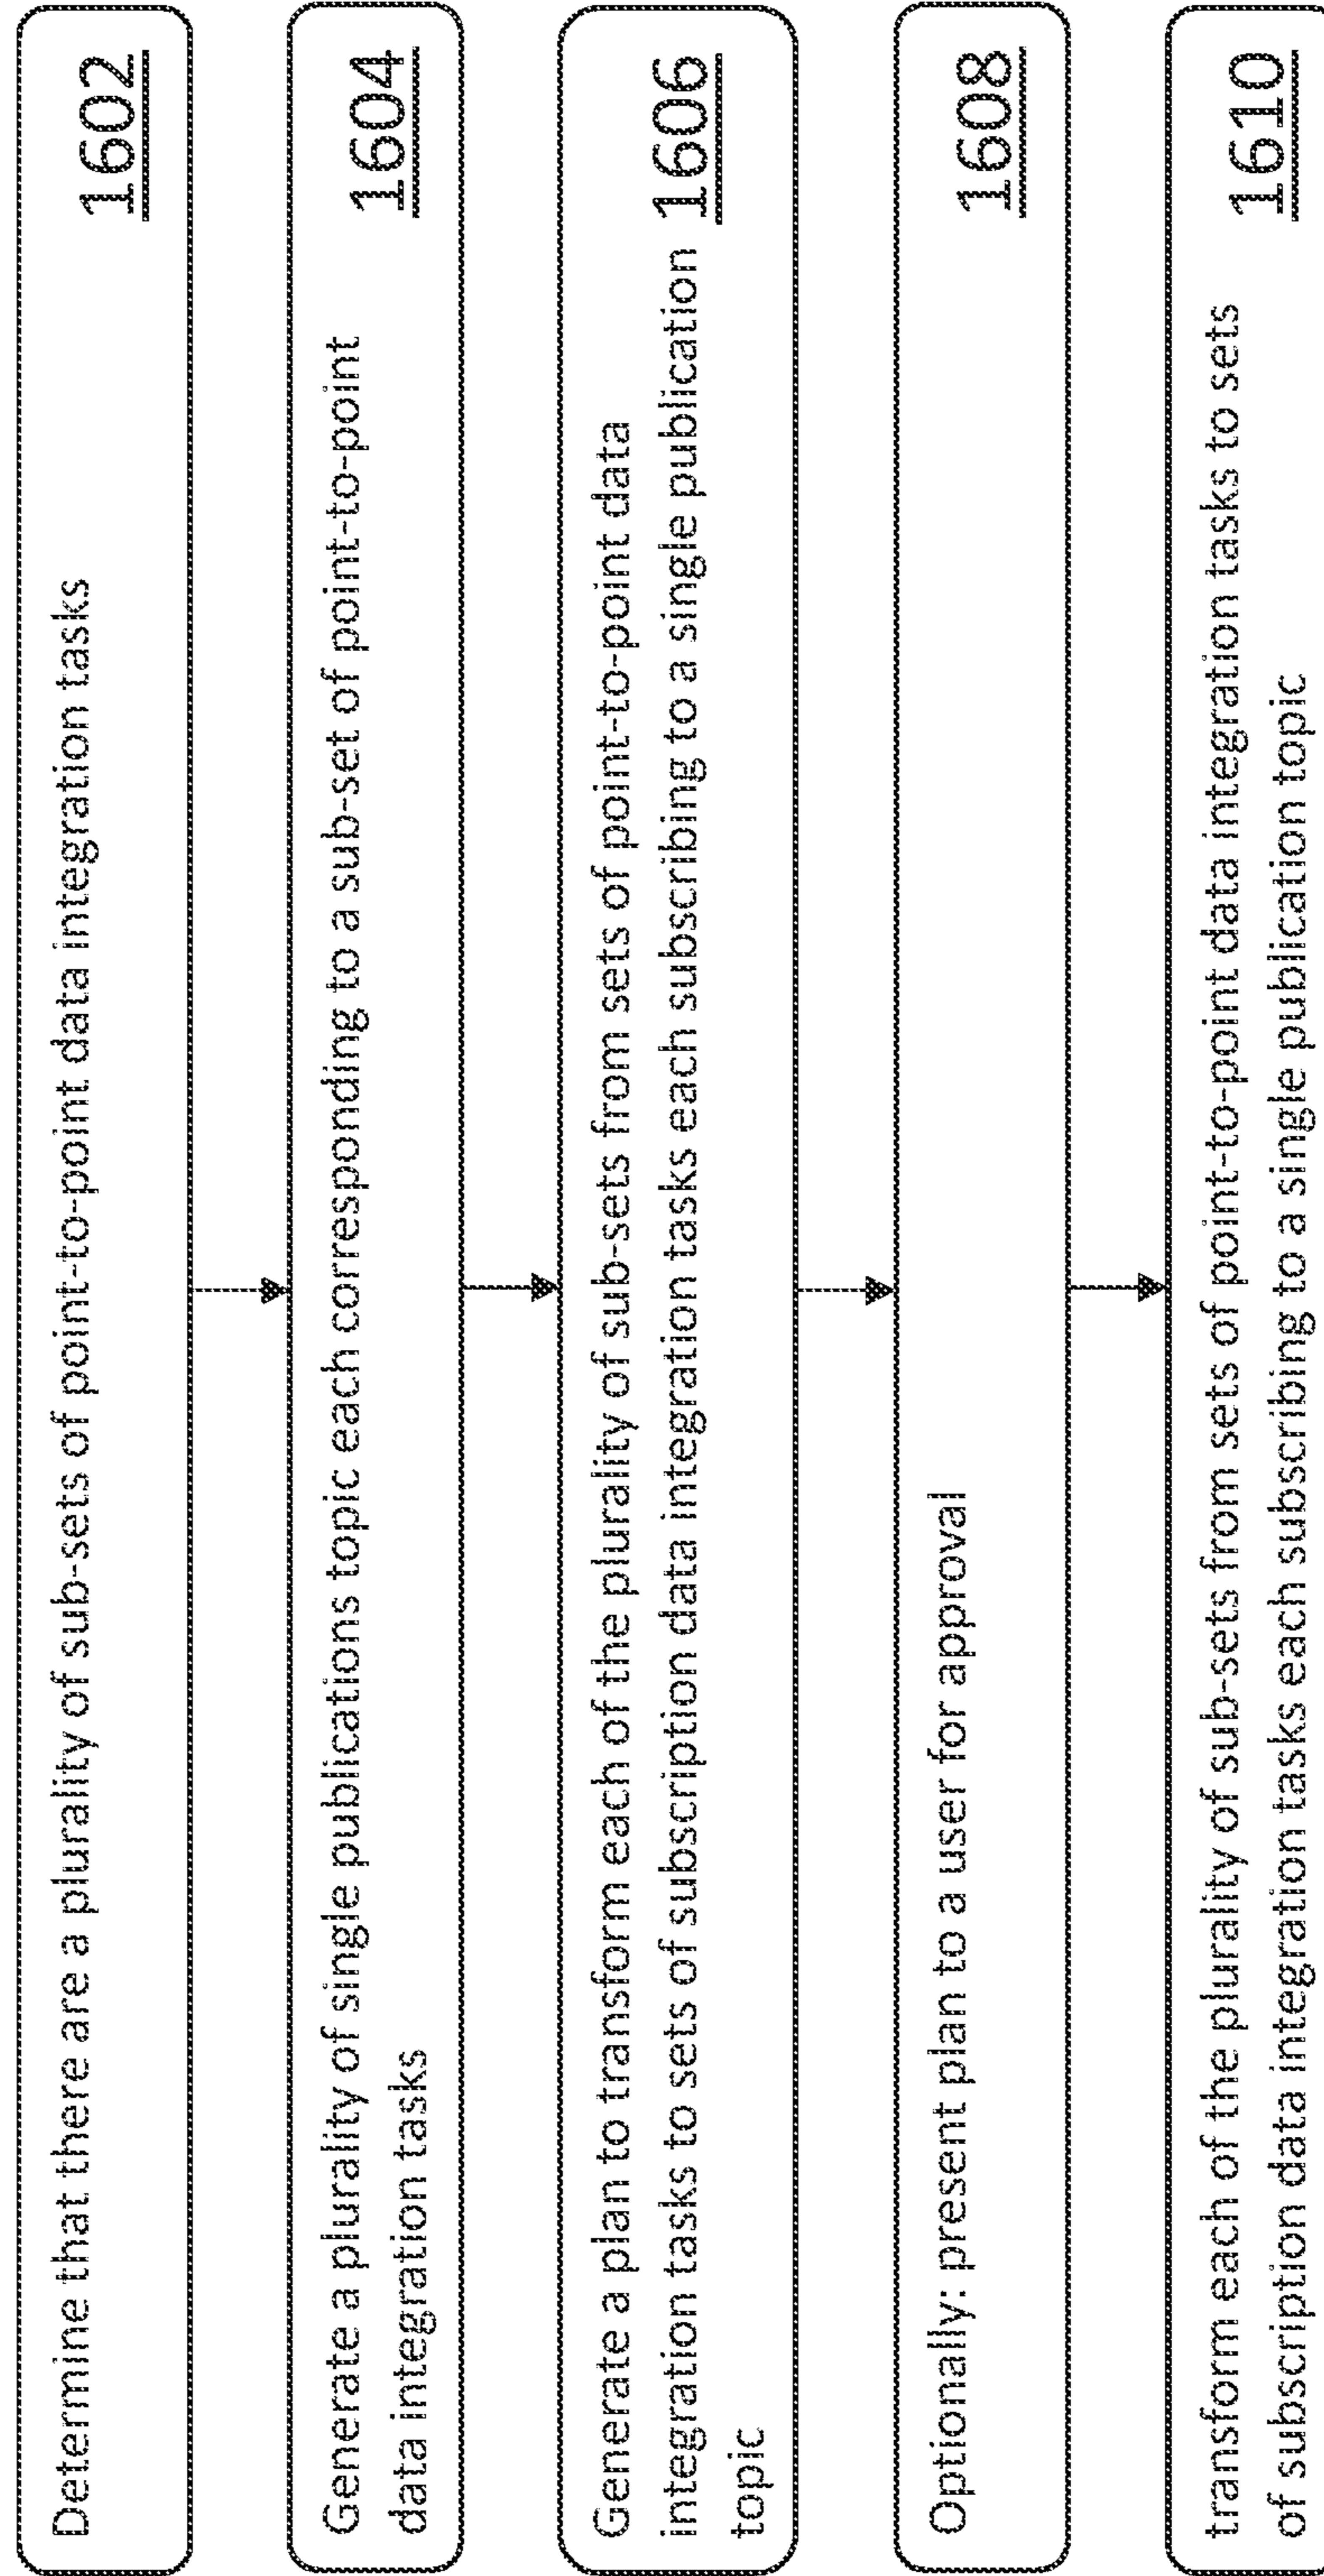 Determine that there are a plurality of sub-sets of point-to-point data integration tasks
1602
Generate a plurality of single publications topic each corresponding to a sub-set of point-to-point
data integration tasks
1604
Generate a plan to transform each of the plurality of sub-sets from sets of point-to-point data
integration tasks to sets of subscription data integration tasks each subscribing to a single publication
topic
1606
Optionally: present plan to a user for approval
1608
transform each of the plurality of sub-sets from sets of point-to-point data integration tasks to sets
of subscription data integration tasks each subscribing to a single publication topic
1610